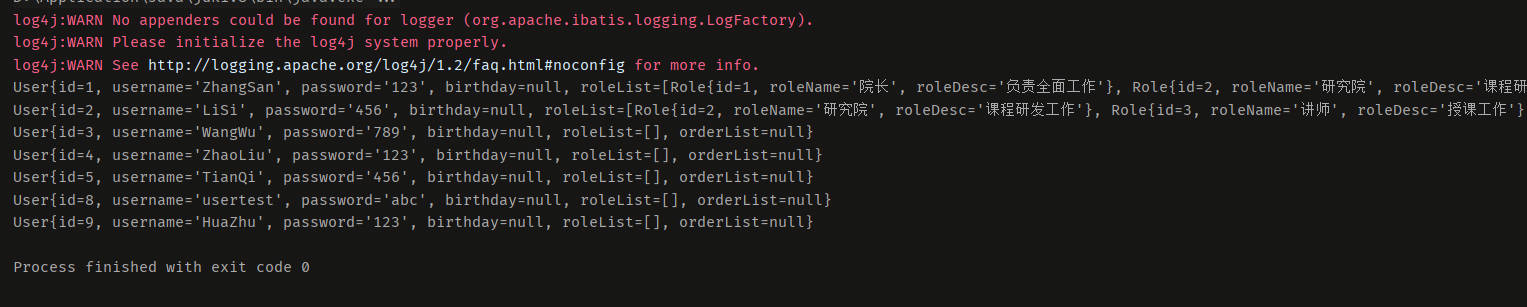 log4j:WARN No appenders could be found for logger (org.apache.ibatis.logging.LogFactory).
log4j:WARN Please initialize the log4j system properly.
log4j:WARN See http://logging.apache.org/log4j/1.2/faq.html#noconfig for more info.
User{id=1, username='ZhangSan', password='123', birthday=null, roleList=[Role{id=1, roleName='院长', roleDesc='负责全面工作'}, Role{id=2, roleName='研究院', roleDesc='课程研
User{id=2, username='LiSi', password='456', birthday=null, roleList=[Role{id=2, roleName='研究院', roleDesc='课程研发工作'}, Role{id=3, roleName='讲师', roleDesc='授课工作'}
User{id=3, username='WangWu', password='789', birthday=null, roleList=[], orderList=null}
User{id=4, username='ZhaoLiu', password='123', birthday=null, roleList=[], orderList=null}
User{id=5, username='TianQi', password='456', birthday=null, roleList=[], orderList=null}
User{id=8, username='usertest', password='abc', birthday=null, roleList=[], orderList=null}
User{id=9, username='HuaZhu', password='123', birthday=null, roleList=[], orderList=null}
Process finished with exit code 0